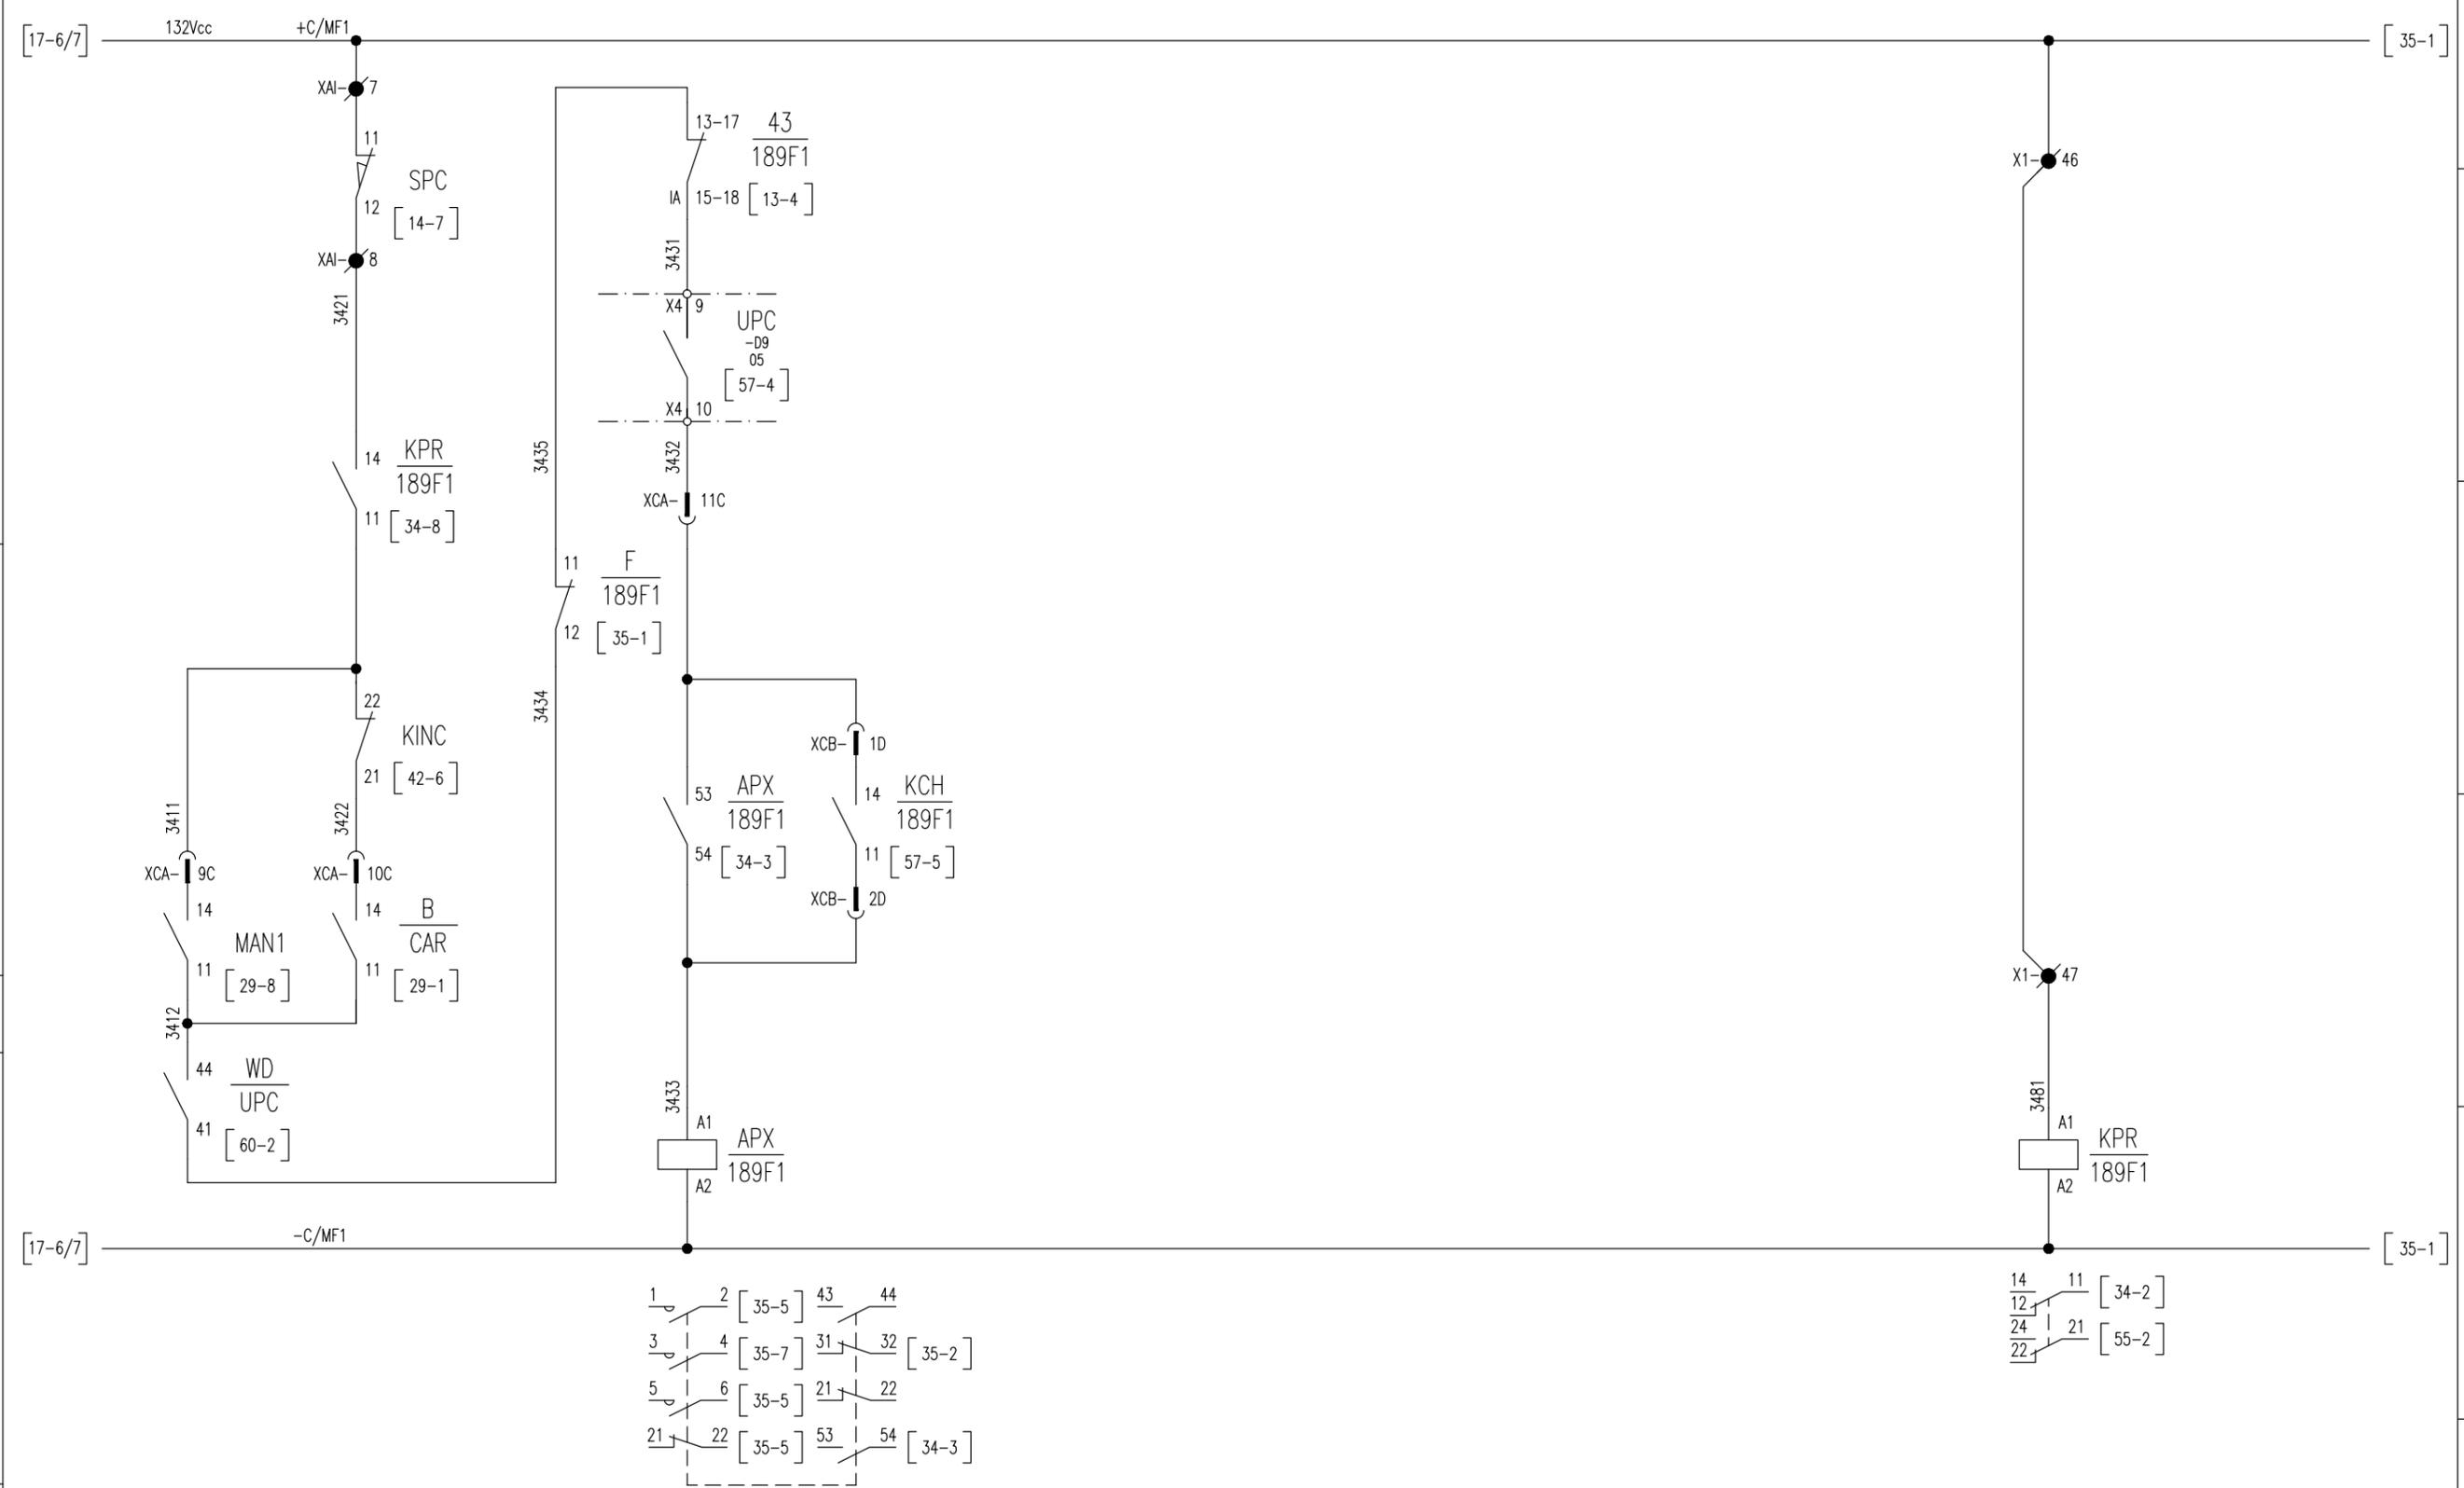 [17-6/7] 132Vcc +C/MF1 [35-1]
XAI- 7
11
SPC
12 [14-7]
XAI- 8
3421
14 KPR
189F1
11 [34-8]
22
KINC
21 [42-6]
3411 3422
XCA- 9C XCA- 10C
14 MAN1
11 [29-8]
14 B
CAR
11 [29-1]
3412
44 WD
UPC
41 [60-2]
3435
11 F
189F1
12 [35-1]
3434
13-17 43
189F1
IA 15-18 [13-4]
3431
X4 9
UPC
-D9
05
[57-4]
X4 10
3432
XCA- 11C
53 APX
189F1
54 [34-3]
XCB- 1D
14 KCH
189F1
11 [57-5]
XCB- 2D
3433
A1 APX
189F1
A2
X1- 46
X1- 47
3481
A1 KPR
189F1
A2
[17-6/7] -C/MF1 [35-1]
1 2 [35-5] 43 44
3 4 [35-7] 31 32 [35-2]
5 6 [35-5] 21 22
21 22 [35-5] 53 54 [34-3]
14 11 [34-2]
12
24 21 [55-2]
22